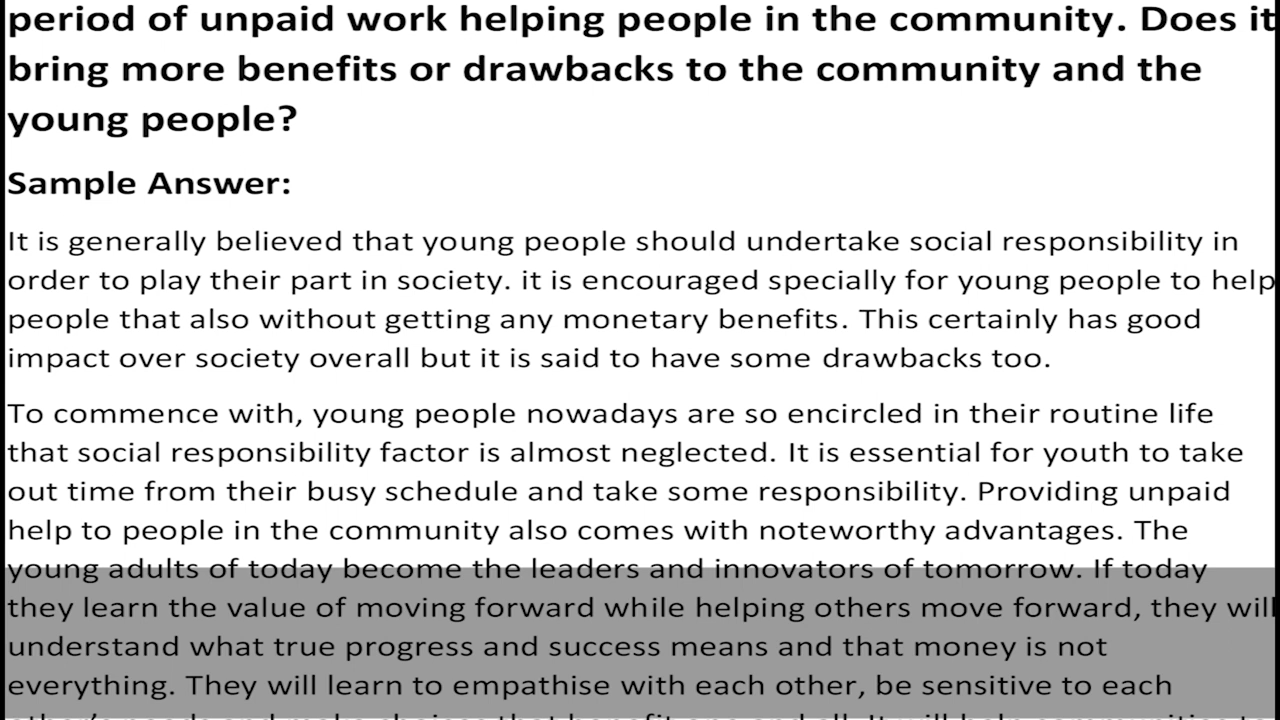 period of unpaid work helping people in the community. Does it
bring more benefits or drawbacks to the community and the
young people?
Sample Answer:
It is generally believed that young people should undertake social responsibility in
order to play their part in society. it is encouraged specially for young people to help
people that also without getting any monetary benefits. This certainly has good
impact over society overall but it is said to have some drawbacks too.
To commence with, young people nowadays are so encircled in their routine life
that social responsibility factor is almost neglected. It is essential for youth to take
out time from their busy schedule and take some responsibility. Providing unpaid
help to people in the community also comes with noteworthy advantages. The
young adults of today become the leaders and innovators of tomorrow. If today
they learn the value of moving forward while helping others move forward, they will
understand what true progress and success means and that money is not
everything. They will learn to empathise with each other, be sensitive to each